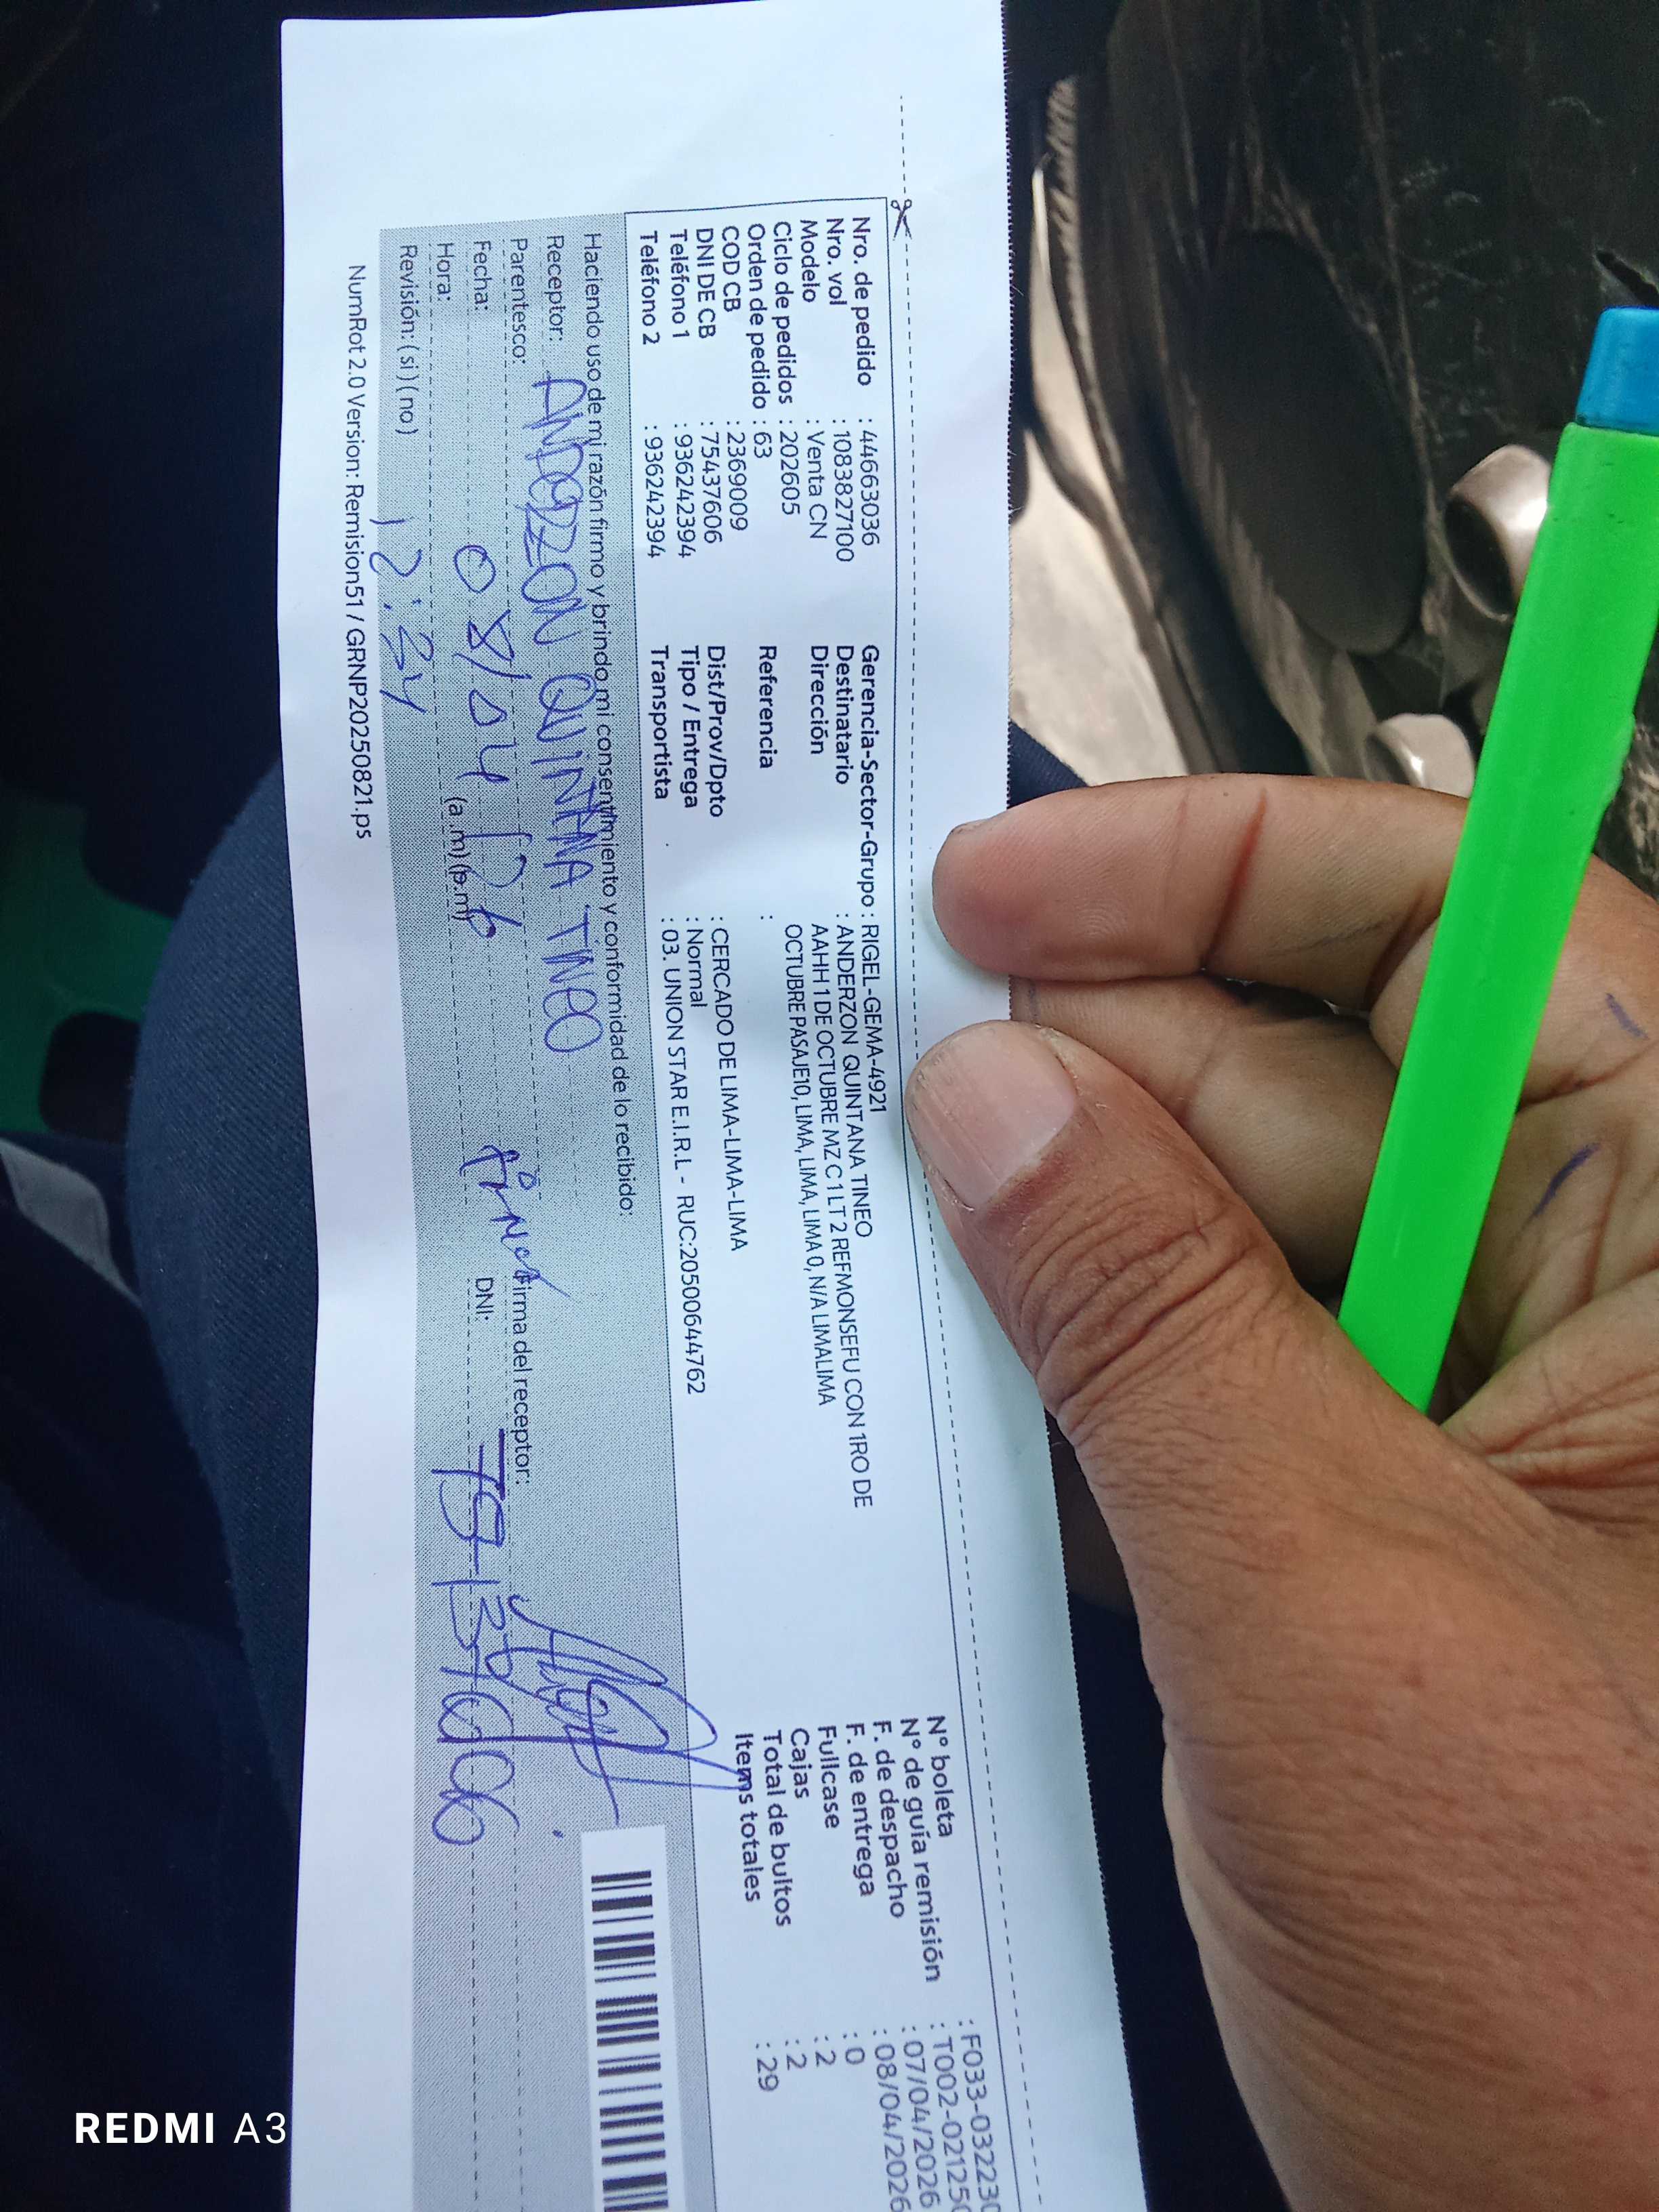 Nro. de pedido : 44663036
Nro. vol : 1083827100
Modelo : Venta CN
Ciclo de pedidos : 202605
Orden de pedido : 63
COD CB : 2369009
DNI DE CB : 75437606
Teléfono 1 : 936242394
Teléfono 2 : 936242394
Gerencia-Sector-Grupo : RIGEL-GEMA-4921
Destinatario : ANDERZON QUINTANA TINEO
Dirección : AAHH 1 DE OCTUBRE MZ C1 LT 2 REFMONSEFU CON 1RO DE
OCTUBRE PASAJE10, LIMA, LIMA, LIMA 0, N/A LIMALIMA
Referencia :
Dist/Prov/Dpto : CERCADO DE LIMA-LIMA-LIMA
Tipo / Entrega : Normal
Transportista : 03. UNION STAR E.I.R.L - RUC:20500644762
N° boleta : F033-032230
N° de guía remisión : T002-021250
F. de despacho : 07/04/2026
F. de entrega : 08/04/2026
Fullcase : 0
Cajas : 2
Total de bultos : 2
Items totales : 29
Haciendo uso de mi razón firmo y brindo mi consentimiento y conformidad de lo recibido:
Receptor: QUINTANA TINEO
Parentesco:
Firma del receptor:
Fecha: 08/04/26
DNI:
Hora: (a.m)(p.m)
Revisión: ( si ) ( no )
NumRot 2.0 Version: Remision51 / GRNP20250821.ps
REDMI A3